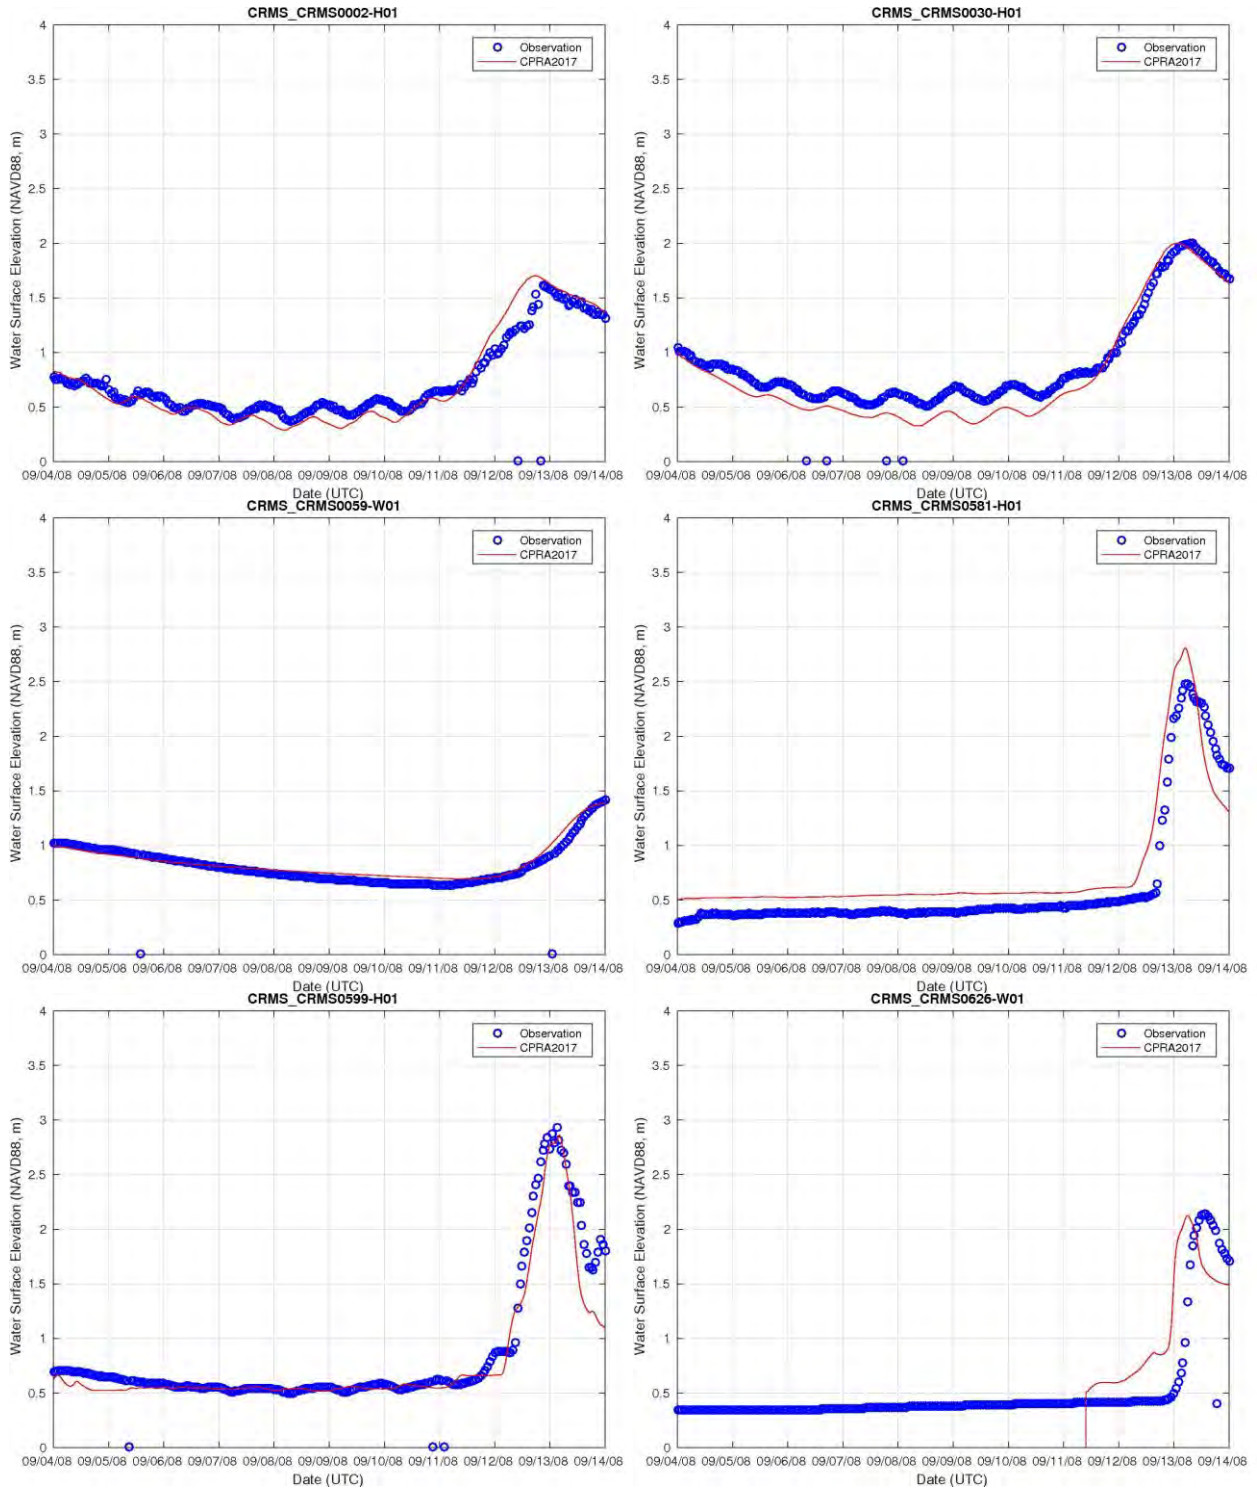 CRMS_CRMS0002-H01
Observation
CPRA2017
Water Surface Elevation (NAVD88, m)
4
3.5
3
2.5
2
1.5
1
0.5
0
09/04/08 09/05/08 09/06/08 09/07/08 09/08/08 09/09/08 09/10/08 09/11/08 09/12/08 09/13/08 09/14/08
Date (UTC)
CRMS_CRMS0030-H01
Observation
CPRA2017
Water Surface Elevation (NAVD88, m)
4
3.5
3
2.5
2
1.5
1
0.5
0
09/04/08 09/05/08 09/06/08 09/07/08 09/08/08 09/09/08 09/10/08 09/11/08 09/12/08 09/13/08 09/14/08
Date (UTC)
CRMS_CRMS0059-W01
Observation
CPRA2017
Water Surface Elevation (NAVD88, m)
4
3.5
3
2.5
2
1.5
1
0.5
0
09/04/08 09/05/08 09/06/08 09/07/08 09/08/08 09/09/08 09/10/08 09/11/08 09/12/08 09/13/08 09/14/08
Date (UTC)
CRMS_CRMS0581-H01
Observation
CPRA2017
Water Surface Elevation (NAVD88, m)
4
3.5
3
2.5
2
1.5
1
0.5
0
09/04/08 09/05/08 09/06/08 09/07/08 09/08/08 09/09/08 09/10/08 09/11/08 09/12/08 09/13/08 09/14/08
Date (UTC)
CRMS_CRMS0599-H01
Observation
CPRA2017
Water Surface Elevation (NAVD88, m)
4
3.5
3
2.5
2
1.5
1
0.5
0
09/04/08 09/05/08 09/06/08 09/07/08 09/08/08 09/09/08 09/10/08 09/11/08 09/12/08 09/13/08 09/14/08
Date (UTC)
CRMS_CRMS0626-W01
Observation
CPRA2017
Water Surface Elevation (NAVD88, m)
4
3.5
3
2.5
2
1.5
1
0.5
0
09/04/08 09/05/08 09/06/08 09/07/08 09/08/08 09/09/08 09/10/08 09/11/08 09/12/08 09/13/08 09/14/08
Date (UTC)